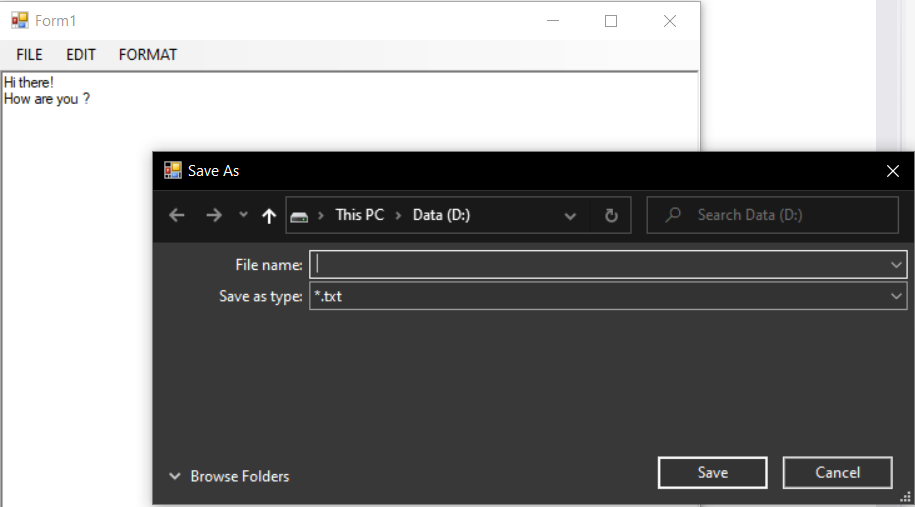 Form1
FILE EDIT FORMAT
Hi there!
How are you ?
Save As
This PC Data (D:) Search Data (D:)
File name:
Save as type: *.txt
Browse Folders Save Cancel